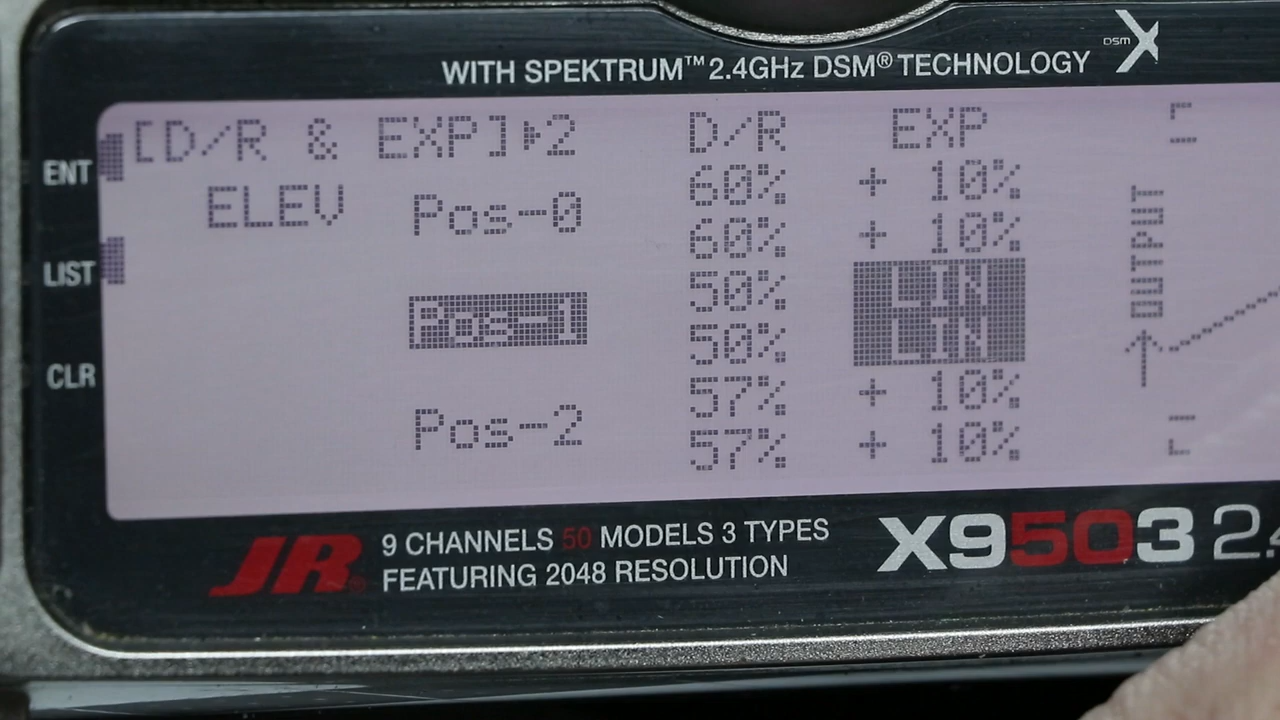 WITH SPEKTRUM™ 2.4GHz DSM® TECHNOLOGY DSM X
[D/R & EXP]▸2 D/R EXP
ENT
ELEV Pos-0 60% + 10%
60% + 10%
LIST
Pos-1 50% LIN
50% LIN
OUTPUT
CLR
Pos-2 57% + 10%
57% + 10%
JR® 9 CHANNELS 50 MODELS 3 TYPES
FEATURING 2048 RESOLUTION
X9503 2.4